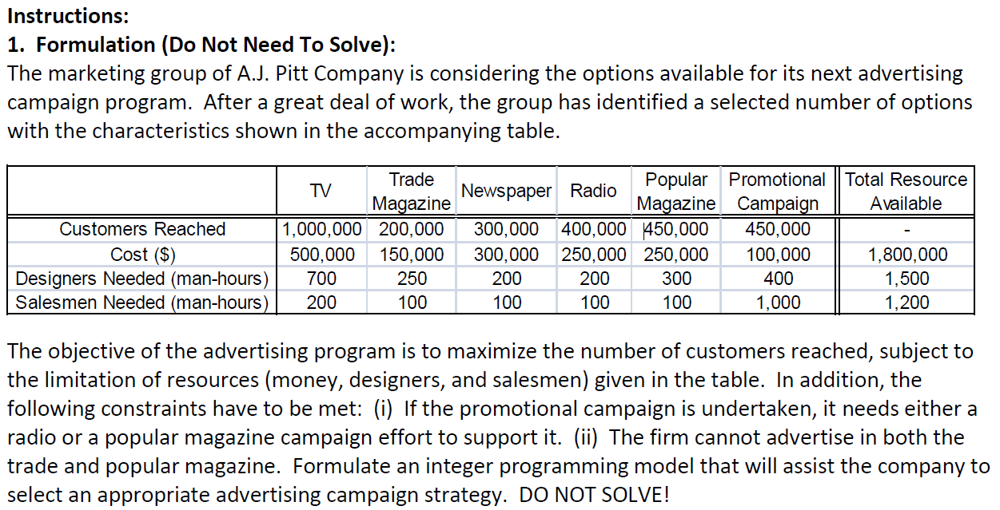 Instructions:
1. Formulation (Do Not Need To Solve):
The marketing group of A.J. Pitt Company is considering the options available for its next advertising
campaign program. After a great deal of work, the group has identified a selected number of options
with the characteristics shown in the accompanying table.
TV Trade Magazine Newspaper Radio Popular Magazine Promotional Campaign Total Resource Available
Customers Reached 1,000,000 200,000 300,000 400,000 450,000 450,000 -
Cost ($) 500,000 150,000 300,000 250,000 250,000 100,000 1,800,000
Designers Needed (man-hours) 700 250 200 200 300 400 1,500
Salesmen Needed (man-hours) 200 100 100 100 100 1,000 1,200
The objective of the advertising program is to maximize the number of customers reached, subject to
the limitation of resources (money, designers, and salesmen) given in the table. In addition, the
following constraints have to be met: (i) If the promotional campaign is undertaken, it needs either a
radio or a popular magazine campaign effort to support it. (ii) The firm cannot advertise in both the
trade and popular magazine. Formulate an integer programming model that will assist the company to
select an appropriate advertising campaign strategy. DO NOT SOLVE!